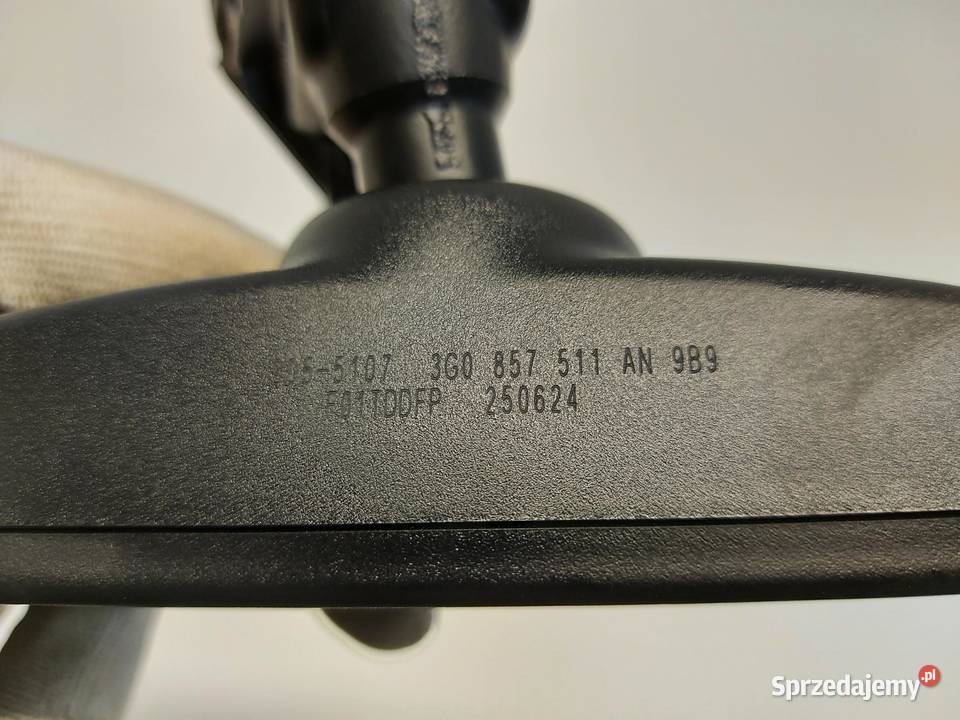 3G0 857 511 AN 9B9
250624
Sprzedajemy.pl